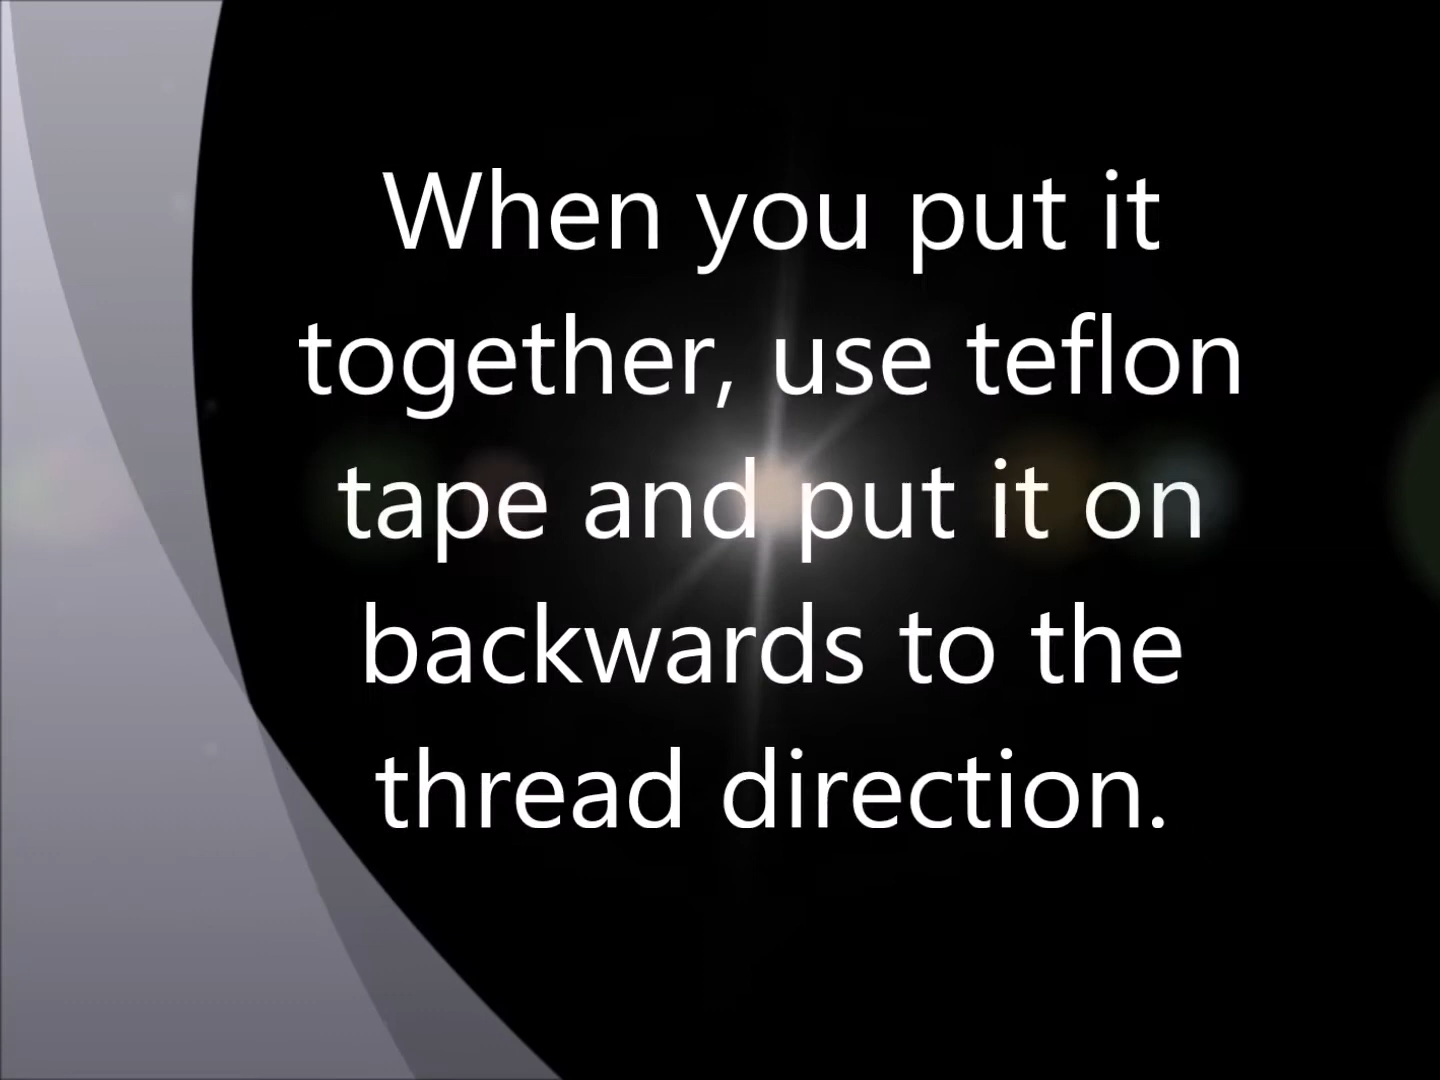 When you put it
together, use teflon
tape and put it on
backwards to the
thread direction.